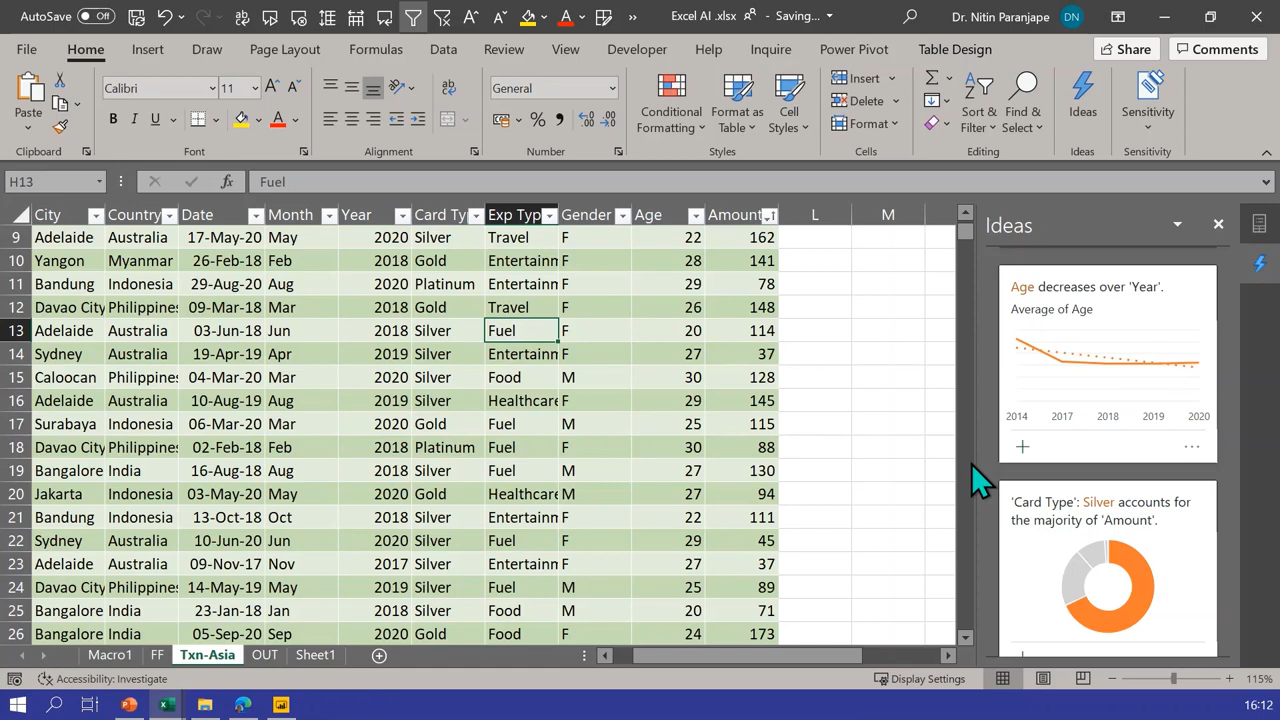 AutoSave Off
Excel AI .xlsx
- Saving...
Dr. Nitin Paranjape
DN
File Home Insert Draw Page Layout Formulas Data Review View Developer Help Inquire Power Pivot Table Design Share Comments
Paste
Calibri 11
B I U
General
Conditional Formatting
Format as Table
Cell Styles
Insert
Delete
Format
Sort & Filter
Find & Select
Ideas
Sensitivity
Clipboard Font Alignment Number Styles Cells Editing Ideas Sensitivity
H13 fx Fuel
City Country Date Month Year Card Ty Exp Typ Gender Age Amount L M
9 Adelaide Australia 17-May-20 May 2020 Silver Travel F 22 162
10 Yangon Myanmar 26-Feb-18 Feb 2018 Gold Entertainn F 28 141
11 Bandung Indonesia 29-Aug-20 Aug 2020 Platinum Entertainn F 29 78
12 Davao City Philippines 09-Mar-18 Mar 2018 Gold Travel F 26 148
13 Adelaide Australia 03-Jun-18 Jun 2018 Silver Fuel F 20 114
14 Sydney Australia 19-Apr-19 Apr 2019 Silver Entertainn F 27 37
15 Caloocan Philippines 04-Mar-20 Mar 2020 Silver Food M 30 128
16 Adelaide Australia 10-Aug-19 Aug 2019 Silver Healthcare F 29 145
17 Surabaya Indonesia 06-Mar-20 Mar 2020 Gold Fuel M 25 115
18 Davao City Philippines 02-Feb-18 Feb 2018 Platinum Fuel F 30 88
19 Bangalore India 16-Aug-18 Aug 2018 Silver Fuel M 27 130
20 Jakarta Indonesia 03-May-20 May 2020 Gold Healthcare M 27 94
21 Bandung Indonesia 13-Oct-18 Oct 2018 Silver Entertainn F 22 111
22 Sydney Australia 10-Jun-20 Jun 2020 Silver Fuel M 29 45
23 Adelaide Australia 09-Nov-17 Nov 2017 Silver Entertainn F 27 37
24 Davao City Philippines 14-May-19 May 2019 Silver Fuel M 25 89
25 Bangalore India 23-Jan-18 Jan 2018 Silver Food M 20 71
26 Bangalore India 05-Sep-20 Sep 2020 Gold Food F 24 173
Ideas
Age decreases over 'Year'.
Average of Age
2014 2017 2018 2019 2020
'Card Type': Silver accounts for
the majority of 'Amount'.
Macro1 FF Txn-Asia OUT Sheet1
Accessibility: Investigate
Display Settings
115%
16:12